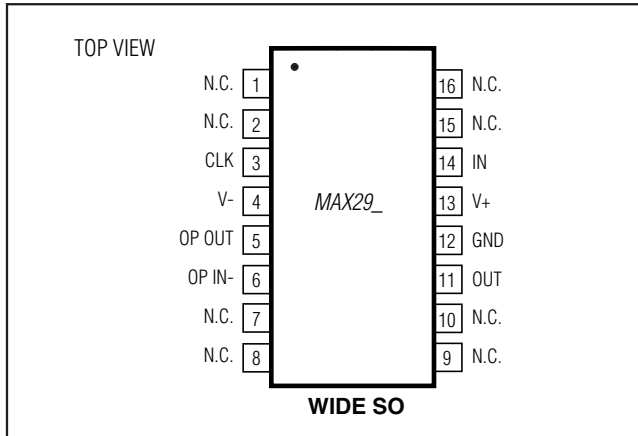 TOP VIEW
N.C. 1 16 N.C.
N.C. 2 15 N.C.
CLK 3 14 IN
V- 4 MAX29_ 13 V+
OP OUT 5 12 GND
OP IN- 6 11 OUT
N.C. 7 10 N.C.
N.C. 8 9 N.C.
WIDE SO